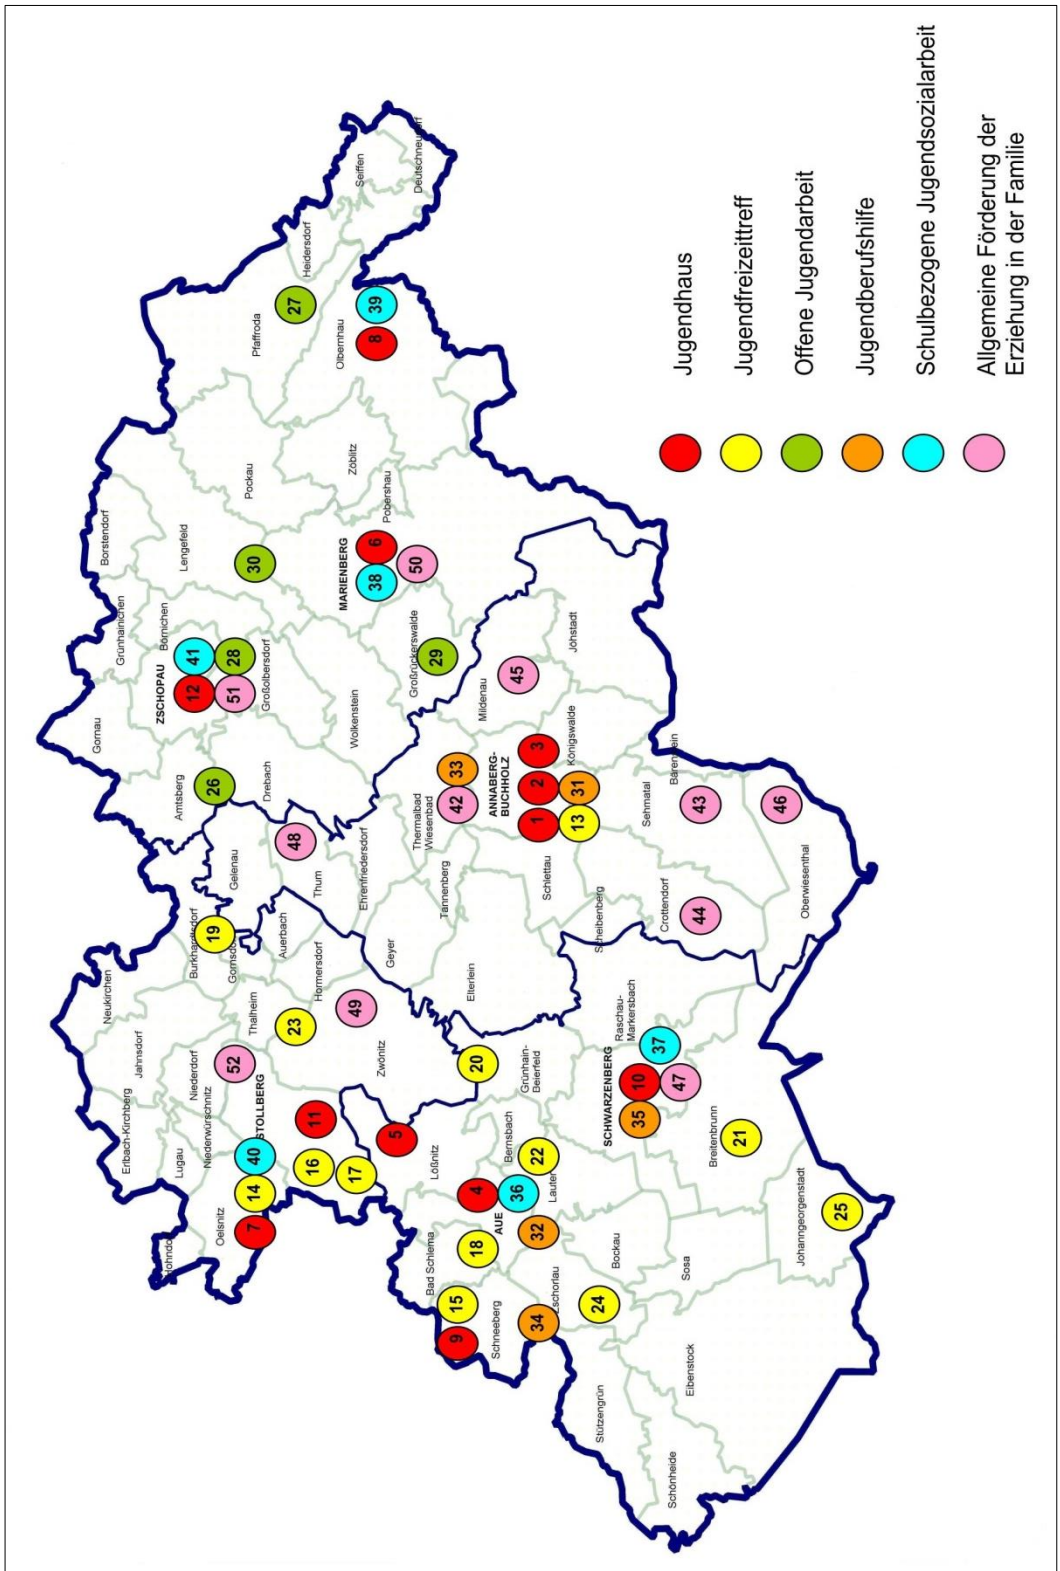 Neukirchen
Erlbach-Kirchberg
Jahnsdorf
Lugau
Niederwürschnitz
Niederdorf
Hohndorf
Oelsnitz
STOLLBERG
7
14
40
52
Thalheim
23
Burkhardtsdorf
19
Gornsdorf
Auerbach
Hormersdorf
16
11
17
5
49
Zwönitz
20
Gelenau
Thum
48
Ehrenfriedersdorf
Geyer
Tannenberg
Elterlein
Amtsberg
26
Drebach
Gornau
ZSCHOPAU
12
41
51
28
Großolbersdorf
Grünhainichen
Börnichen
Borstendorf
Lengefeld
30
Pockau
Wolkenstein
Großrückerswalde
29
MARIENBERG
38
6
50
Pobershau
Zöblitz
Pfaffroda
27
Olbernhau
8
39
Heidersdorf
Seiffen
Deutschneudorf
Thermalbad
Wiesenbad
42
33
ANNABERG-
BUCHHOLZ
1
2
3
13
31
Königswalde
Mildenau
45
Jöhstadt
Schlettau
Scheibenberg
Crottendorf
44
Sehmatal
43
Bärenstein
46
Oberwiesenthal
Lößnitz
Bad Schlema
18
AUE
4
36
32
Lauter
Bernsbach
22
Grünhain-
Beierfeld
Schneeberg
9
15
34
Zschorlau
24
Bockau
Sosa
SCHWARZENBERG
35
10
37
47
Raschau-
Markersbach
Breitenbrunn
21
Johanngeorgenstadt
25
Stützengrün
Schönheide
Eibenstock
Jugendhaus
Jugendfreizeittreff
Offene Jugendarbeit
Jugendberufshilfe
Schulbezogene Jugendsozialarbeit
Allgemeine Förderung der
Erziehung in der Familie